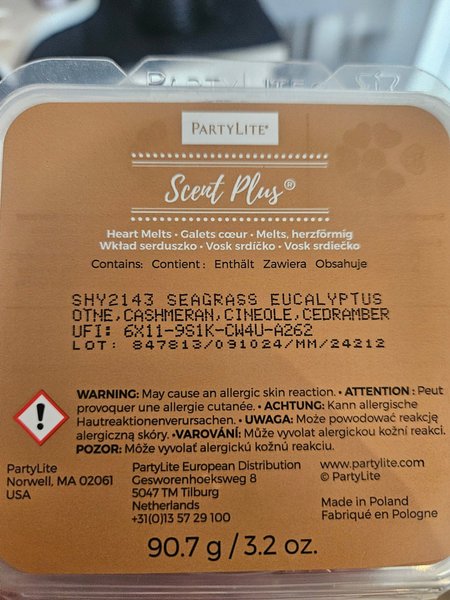 PARTYLITE
PARTYLITE®
Scent Plus®
Heart Melts • Galets cœur • Melts, herzförmig
Wkład serduszko • Vosk srdíčko • Vosk srdiečko
Contains: Contient : Enthält Zawiera Obsahuje
SHY2143 SEAGRASS EUCALYPTUS
OTNE,CASHMERAN,CINEOLE,CEDRAMBER
UFI: 6X11-9S1K-CW4U-A262
LOT: 847813/091024/MM/24212
WARNING: May cause an allergic skin reaction. • ATTENTION : Peut
provoquer une allergie cutanée. • ACHTUNG: Kann allergische
Hautreaktionenverursachen. • UWAGA: Może powodować reakcję
alergiczną skóry. •VAROVÁNÍ: Může vyvolat alergickou kožní reakci.
POZOR: Môže vyvolať alergickú kožnú reakciu.
PartyLite
Norwell, MA 02061
USA
PartyLite European Distribution
Gesworenhoekseweg 8
5047 TM Tilburg
Netherlands
+31(0)13 57 29 100
www.partylite.com
© PartyLite
Made in Poland
Fabriqué en Pologne
90.7 g / 3.2 oz.